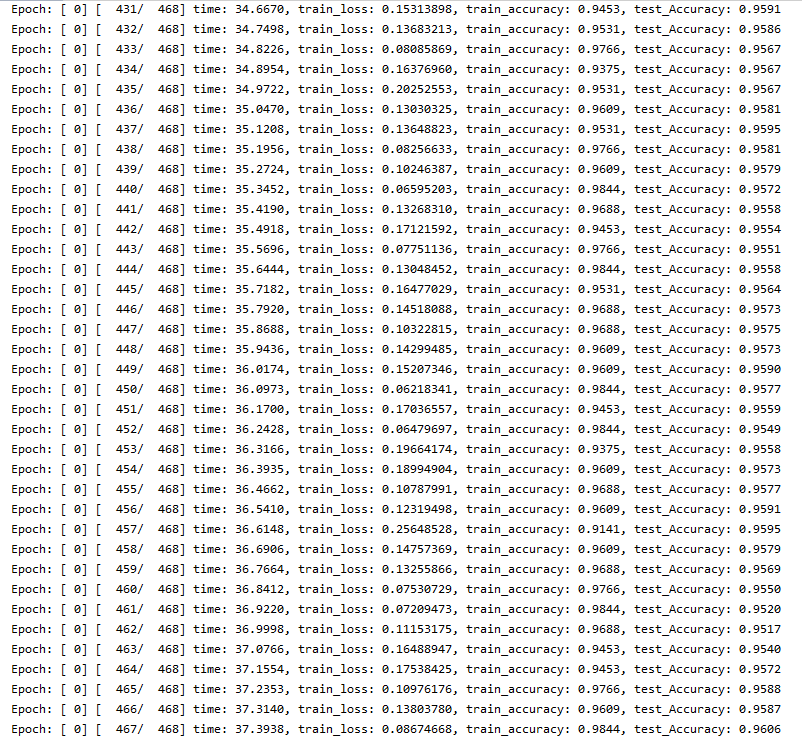 Epoch: [ 0] [  431/  468] time: 34.6670, train_loss: 0.15313898, train_accuracy: 0.9453, test_Accuracy: 0.9591
Epoch: [ 0] [  432/  468] time: 34.7498, train_loss: 0.13683213, train_accuracy: 0.9531, test_Accuracy: 0.9586
Epoch: [ 0] [  433/  468] time: 34.8226, train_loss: 0.08085869, train_accuracy: 0.9766, test_Accuracy: 0.9567
Epoch: [ 0] [  434/  468] time: 34.8954, train_loss: 0.16376960, train_accuracy: 0.9375, test_Accuracy: 0.9567
Epoch: [ 0] [  435/  468] time: 34.9722, train_loss: 0.20252553, train_accuracy: 0.9531, test_Accuracy: 0.9567
Epoch: [ 0] [  436/  468] time: 35.0470, train_loss: 0.13030325, train_accuracy: 0.9609, test_Accuracy: 0.9581
Epoch: [ 0] [  437/  468] time: 35.1208, train_loss: 0.13648823, train_accuracy: 0.9531, test_Accuracy: 0.9595
Epoch: [ 0] [  438/  468] time: 35.1956, train_loss: 0.08256633, train_accuracy: 0.9766, test_Accuracy: 0.9581
Epoch: [ 0] [  439/  468] time: 35.2724, train_loss: 0.10246387, train_accuracy: 0.9609, test_Accuracy: 0.9579
Epoch: [ 0] [  440/  468] time: 35.3452, train_loss: 0.06595203, train_accuracy: 0.9844, test_Accuracy: 0.9572
Epoch: [ 0] [  441/  468] time: 35.4190, train_loss: 0.13268310, train_accuracy: 0.9688, test_Accuracy: 0.9558
Epoch: [ 0] [  442/  468] time: 35.4918, train_loss: 0.17121592, train_accuracy: 0.9453, test_Accuracy: 0.9554
Epoch: [ 0] [  443/  468] time: 35.5696, train_loss: 0.07751136, train_accuracy: 0.9766, test_Accuracy: 0.9551
Epoch: [ 0] [  444/  468] time: 35.6444, train_loss: 0.13048452, train_accuracy: 0.9844, test_Accuracy: 0.9558
Epoch: [ 0] [  445/  468] time: 35.7182, train_loss: 0.16477029, train_accuracy: 0.9531, test_Accuracy: 0.9564
Epoch: [ 0] [  446/  468] time: 35.7920, train_loss: 0.14518088, train_accuracy: 0.9688, test_Accuracy: 0.9573
Epoch: [ 0] [  447/  468] time: 35.8688, train_loss: 0.10322815, train_accuracy: 0.9688, test_Accuracy: 0.9575
Epoch: [ 0] [  448/  468] time: 35.9436, train_loss: 0.14299485, train_accuracy: 0.9609, test_Accuracy: 0.9573
Epoch: [ 0] [  449/  468] time: 36.0174, train_loss: 0.15207346, train_accuracy: 0.9609, test_Accuracy: 0.9590
Epoch: [ 0] [  450/  468] time: 36.0973, train_loss: 0.06218341, train_accuracy: 0.9844, test_Accuracy: 0.9577
Epoch: [ 0] [  451/  468] time: 36.1700, train_loss: 0.17036557, train_accuracy: 0.9453, test_Accuracy: 0.9559
Epoch: [ 0] [  452/  468] time: 36.2428, train_loss: 0.06479697, train_accuracy: 0.9844, test_Accuracy: 0.9549
Epoch: [ 0] [  453/  468] time: 36.3166, train_loss: 0.19664174, train_accuracy: 0.9375, test_Accuracy: 0.9558
Epoch: [ 0] [  454/  468] time: 36.3935, train_loss: 0.18994904, train_accuracy: 0.9609, test_Accuracy: 0.9573
Epoch: [ 0] [  455/  468] time: 36.4662, train_loss: 0.10787991, train_accuracy: 0.9688, test_Accuracy: 0.9577
Epoch: [ 0] [  456/  468] time: 36.5410, train_loss: 0.12319498, train_accuracy: 0.9609, test_Accuracy: 0.9591
Epoch: [ 0] [  457/  468] time: 36.6148, train_loss: 0.25648528, train_accuracy: 0.9141, test_Accuracy: 0.9595
Epoch: [ 0] [  458/  468] time: 36.6906, train_loss: 0.14757369, train_accuracy: 0.9609, test_Accuracy: 0.9579
Epoch: [ 0] [  459/  468] time: 36.7664, train_loss: 0.13255866, train_accuracy: 0.9688, test_Accuracy: 0.9569
Epoch: [ 0] [  460/  468] time: 36.8412, train_loss: 0.07530729, train_accuracy: 0.9766, test_Accuracy: 0.9550
Epoch: [ 0] [  461/  468] time: 36.9220, train_loss: 0.07209473, train_accuracy: 0.9844, test_Accuracy: 0.9520
Epoch: [ 0] [  462/  468] time: 36.9998, train_loss: 0.11153175, train_accuracy: 0.9688, test_Accuracy: 0.9517
Epoch: [ 0] [  463/  468] time: 37.0766, train_loss: 0.16488947, train_accuracy: 0.9453, test_Accuracy: 0.9540
Epoch: [ 0] [  464/  468] time: 37.1554, train_loss: 0.17538425, train_accuracy: 0.9453, test_Accuracy: 0.9572
Epoch: [ 0] [  465/  468] time: 37.2353, train_loss: 0.10976176, train_accuracy: 0.9766, test_Accuracy: 0.9588
Epoch: [ 0] [  466/  468] time: 37.3140, train_loss: 0.13803780, train_accuracy: 0.9609, test_Accuracy: 0.9587
Epoch: [ 0] [  467/  468] time: 37.3938, train_loss: 0.08674668, train_accuracy: 0.9844, test_Accuracy: 0.9606